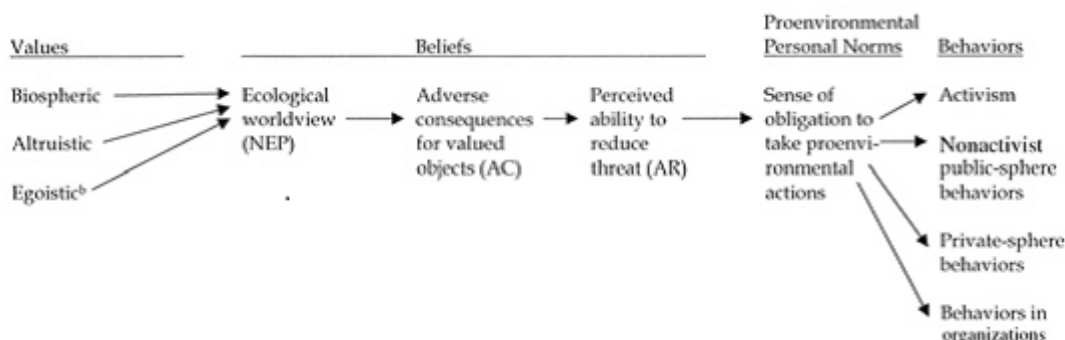 Values
Beliefs
Proenvironmental
Personal Norms
Behaviors
Biospheric
Altruistic
Egoisticᵇ
Ecological
worldview
(NEP)
Adverse
consequences
for valued
objects (AC)
Perceived
ability to
reduce
threat (AR)
Sense of
obligation to
take proenvi-
ronmental
actions
Activism
Nonactivist
public-sphere
behaviors
Private-sphere
behaviors
Behaviors in
organizations